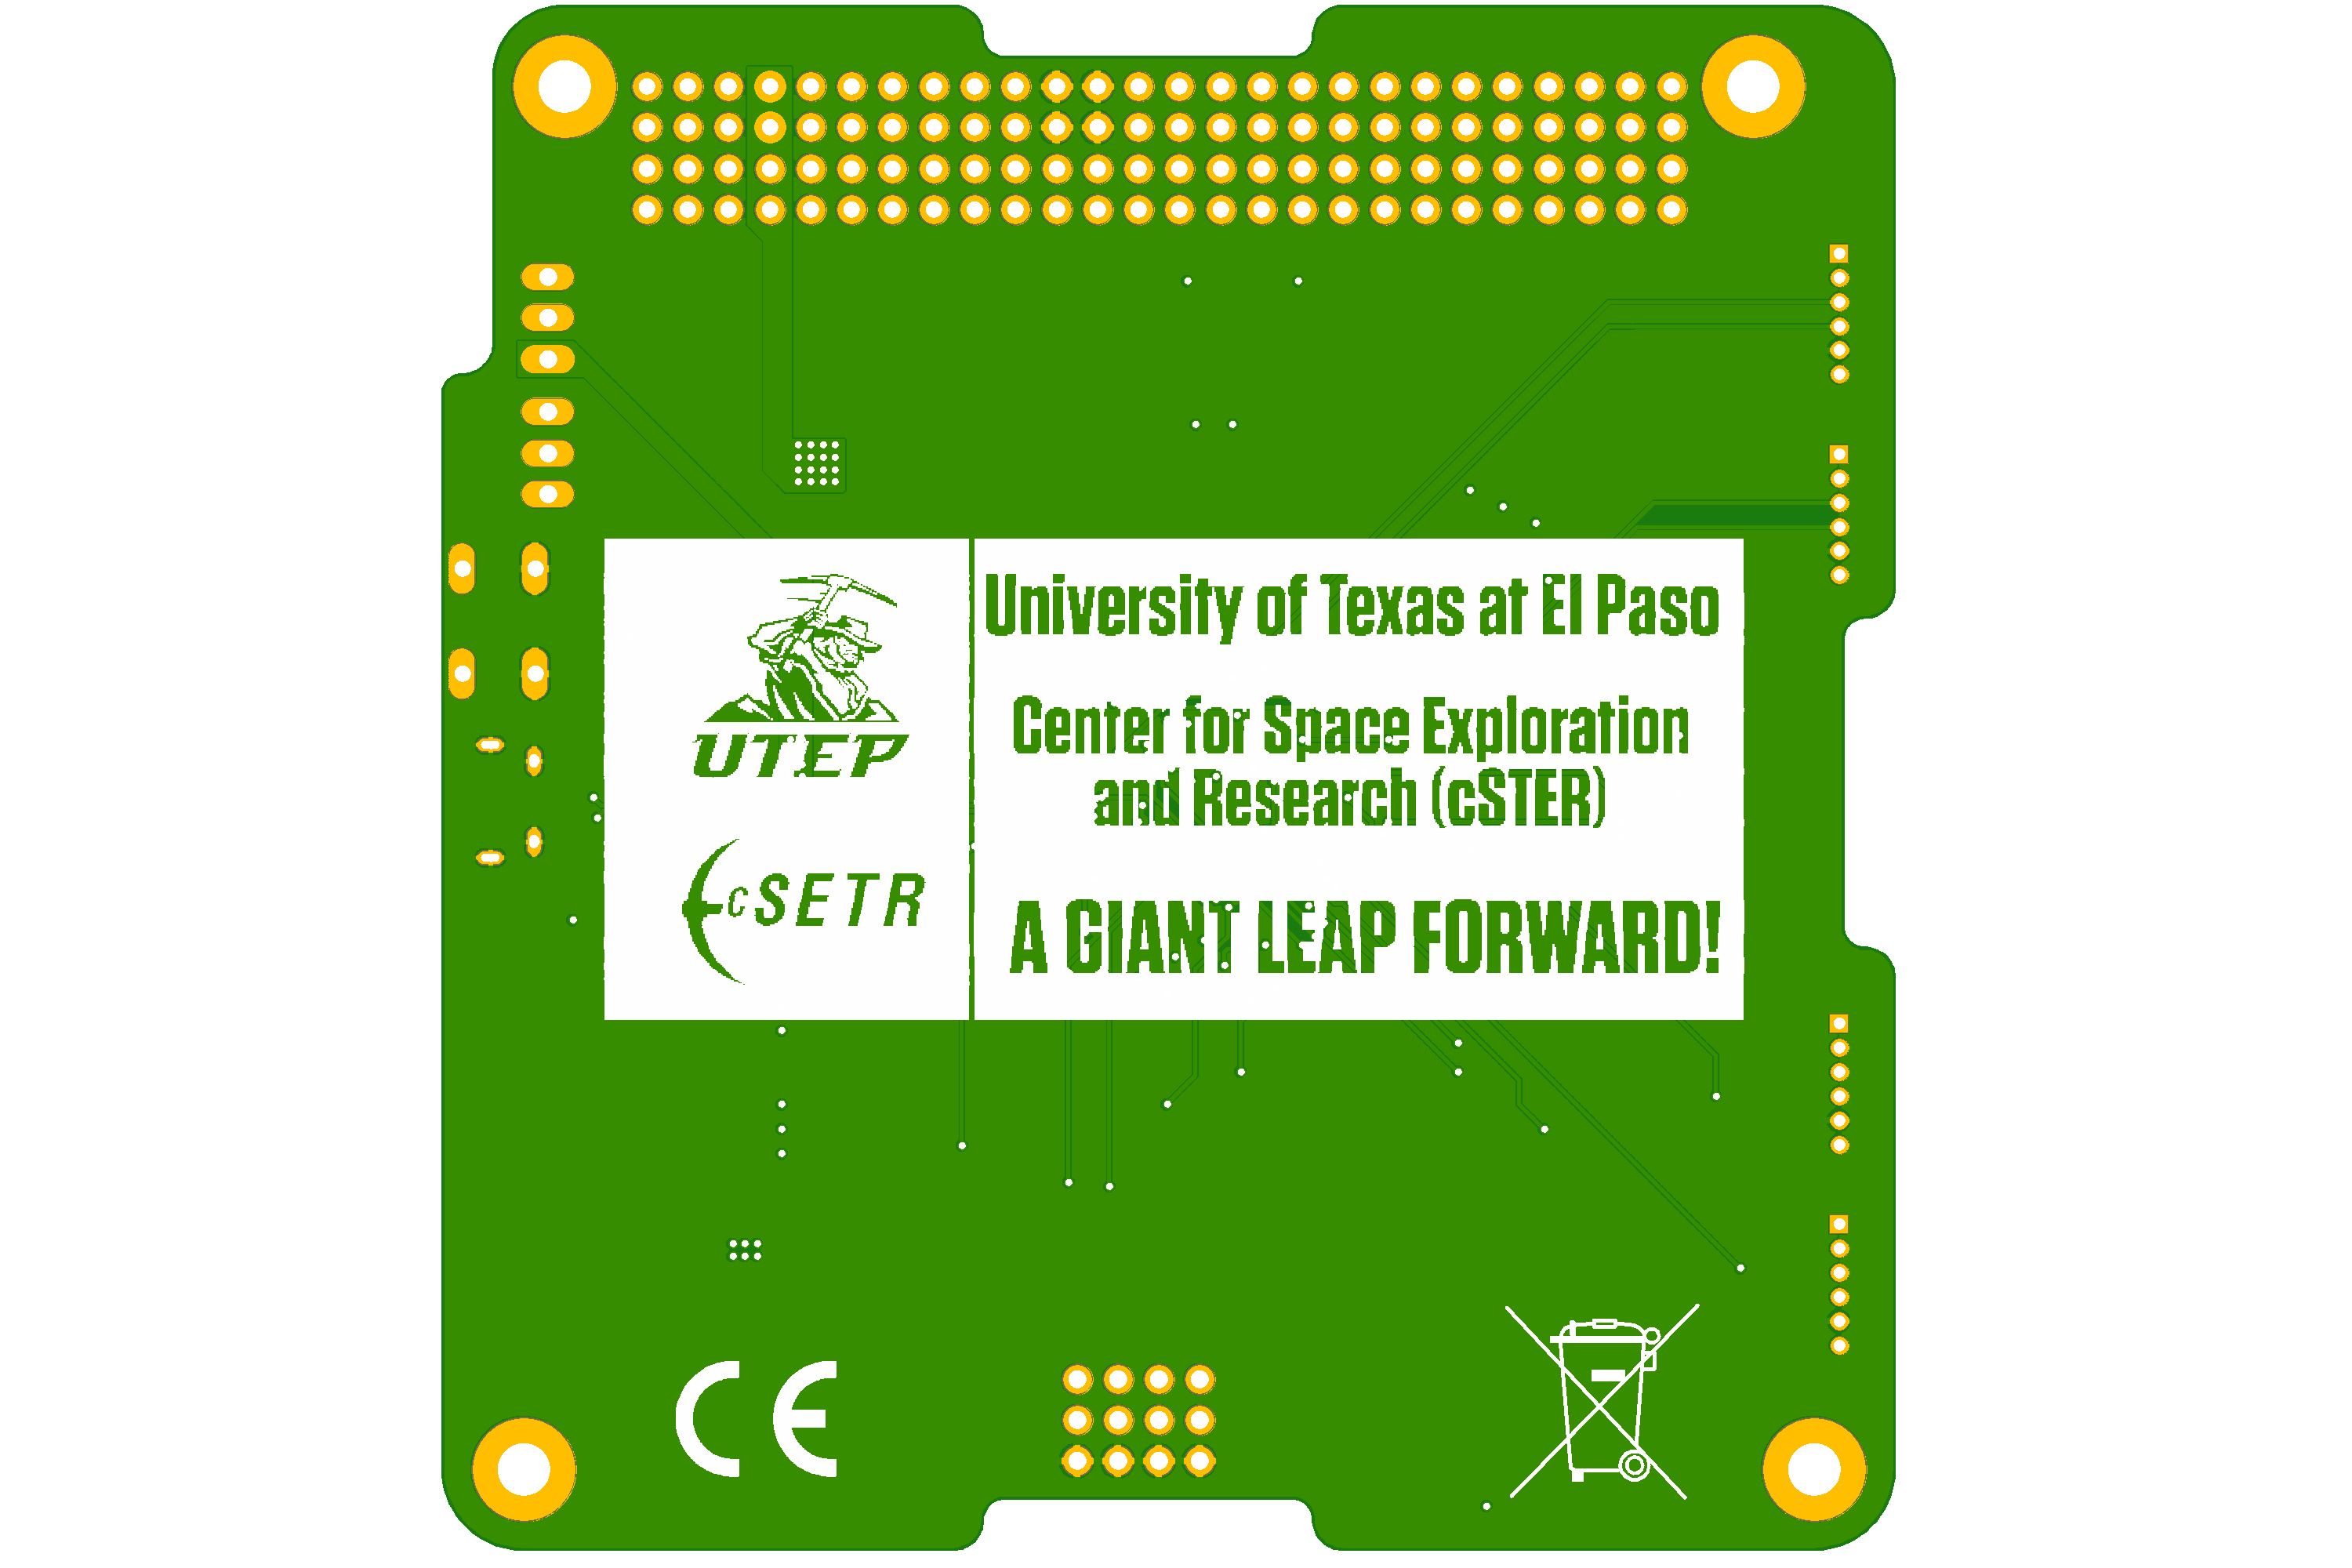 UTEP
cSETR
University of Texas at El Paso
Center for Space Exploration
and Research (cSTER)
A GIANT LEAP FORWARD!
CE